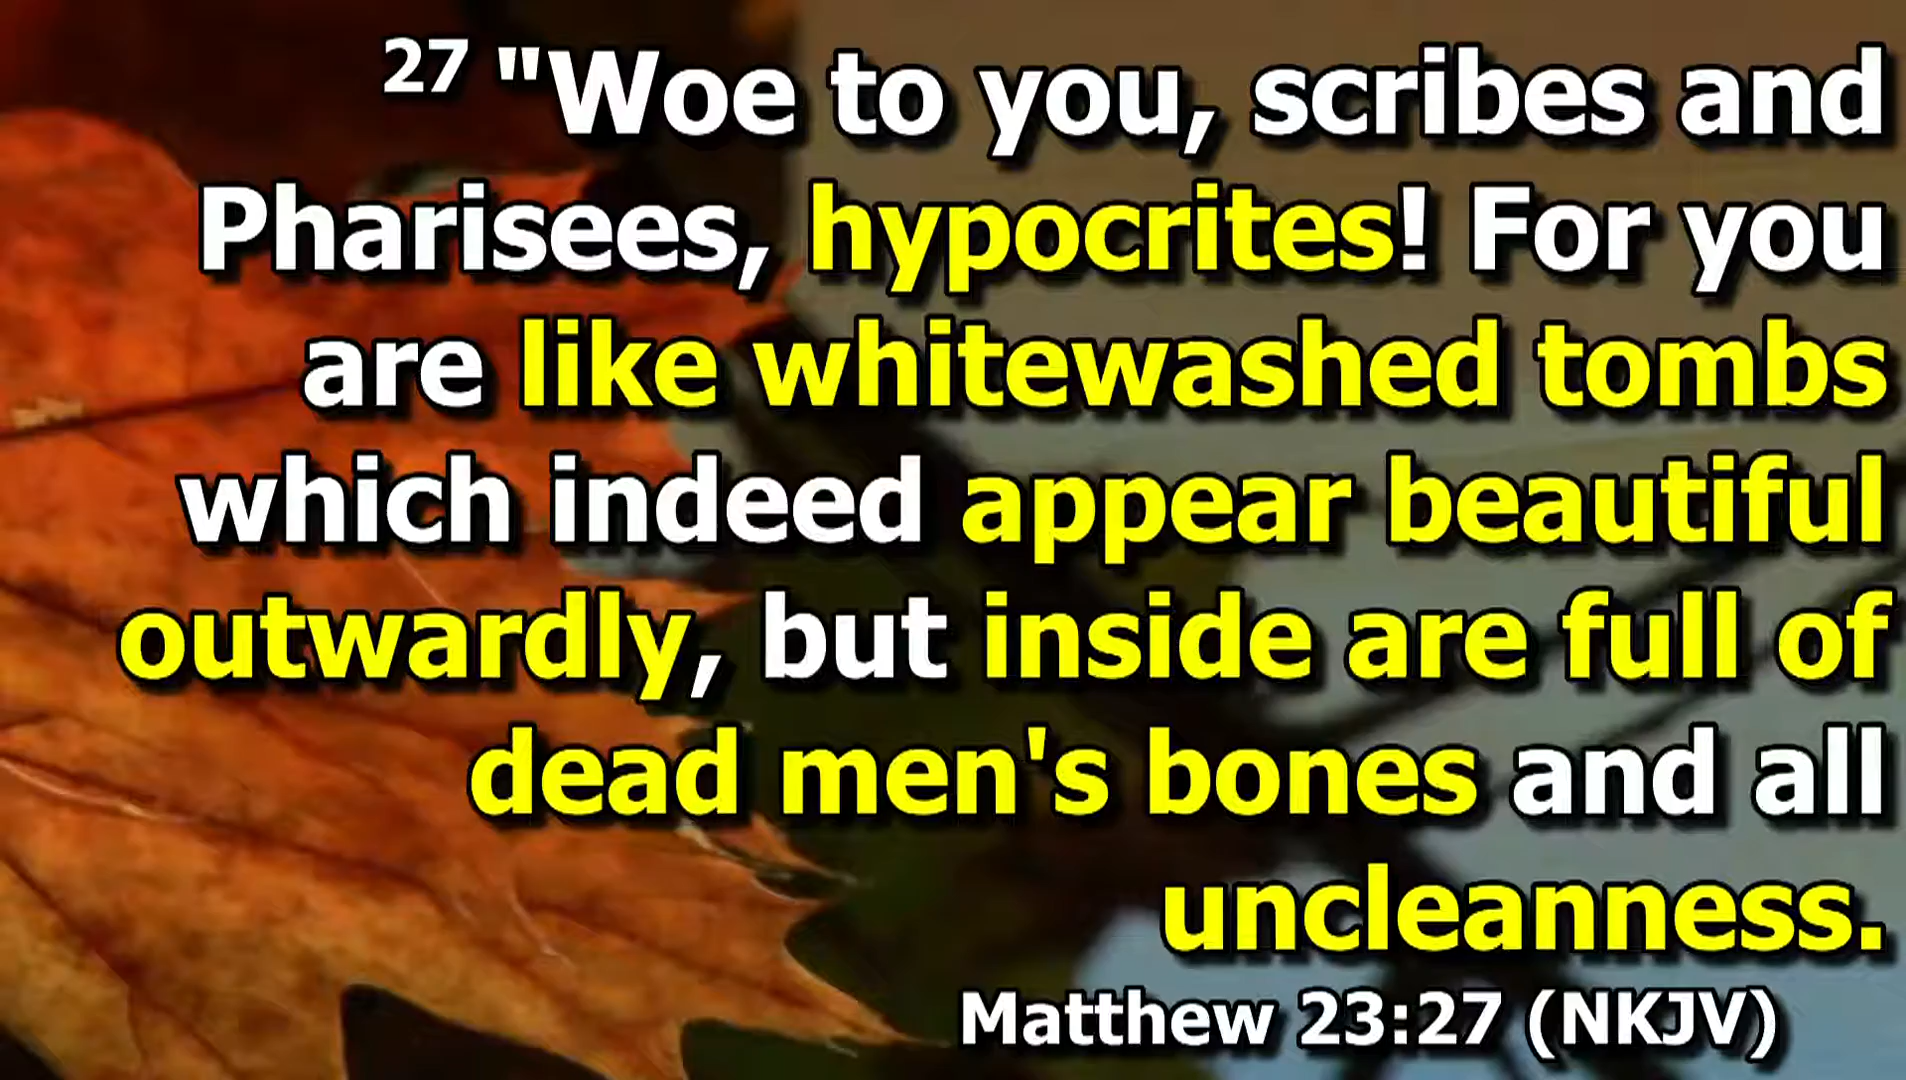 27 "Woe to you, scribes and
Pharisees, hypocrites! For you
are like whitewashed tombs
which indeed appear beautiful
outwardly, but inside are full of
dead men's bones and all
uncleanness.
Matthew 23:27 (NKJV)